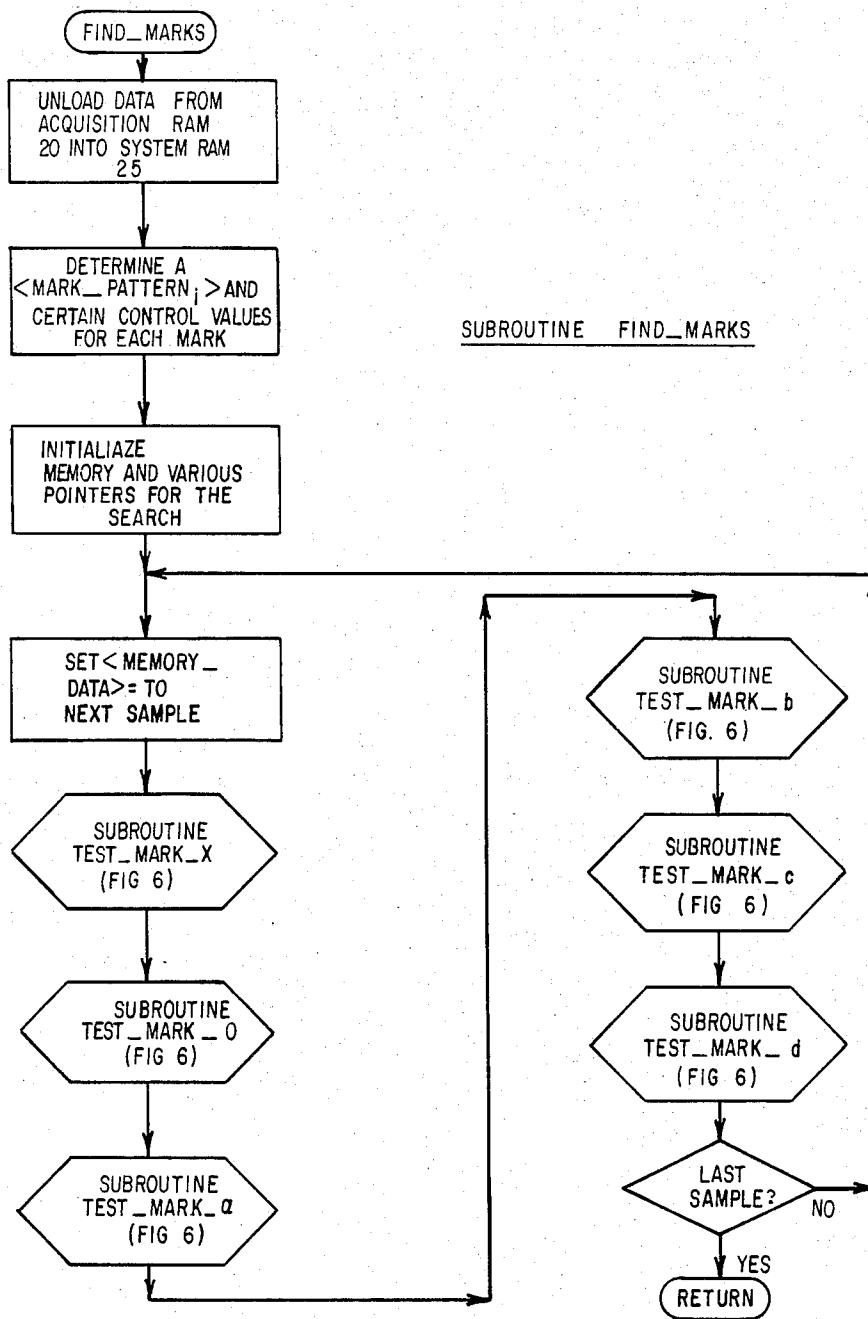 FIND_MARKS
UNLOAD DATA FROM
ACQUISITION RAM
20 INTO SYSTEM RAM
25
DETERMINE A
<MARK_PATTERNi> AND
CERTAIN CONTROL VALUES
FOR EACH MARK
SUBROUTINE FIND_MARKS
INITIALIAZE
MEMORY AND VARIOUS
POINTERS FOR THE
SEARCH
SET<MEMORY_
DATA>= TO
NEXT SAMPLE
SUBROUTINE
TEST_MARK_X
(FIG 6)
SUBROUTINE
TEST_MARK_O
(FIG 6)
SUBROUTINE
TEST_MARK_a
(FIG 6)
SUBROUTINE
TEST_MARK_b
(FIG. 6)
SUBROUTINE
TEST_MARK_c
(FIG 6)
SUBROUTINE
TEST_MARK_d
(FIG 6)
LAST
SAMPLE?
NO
YES
RETURN